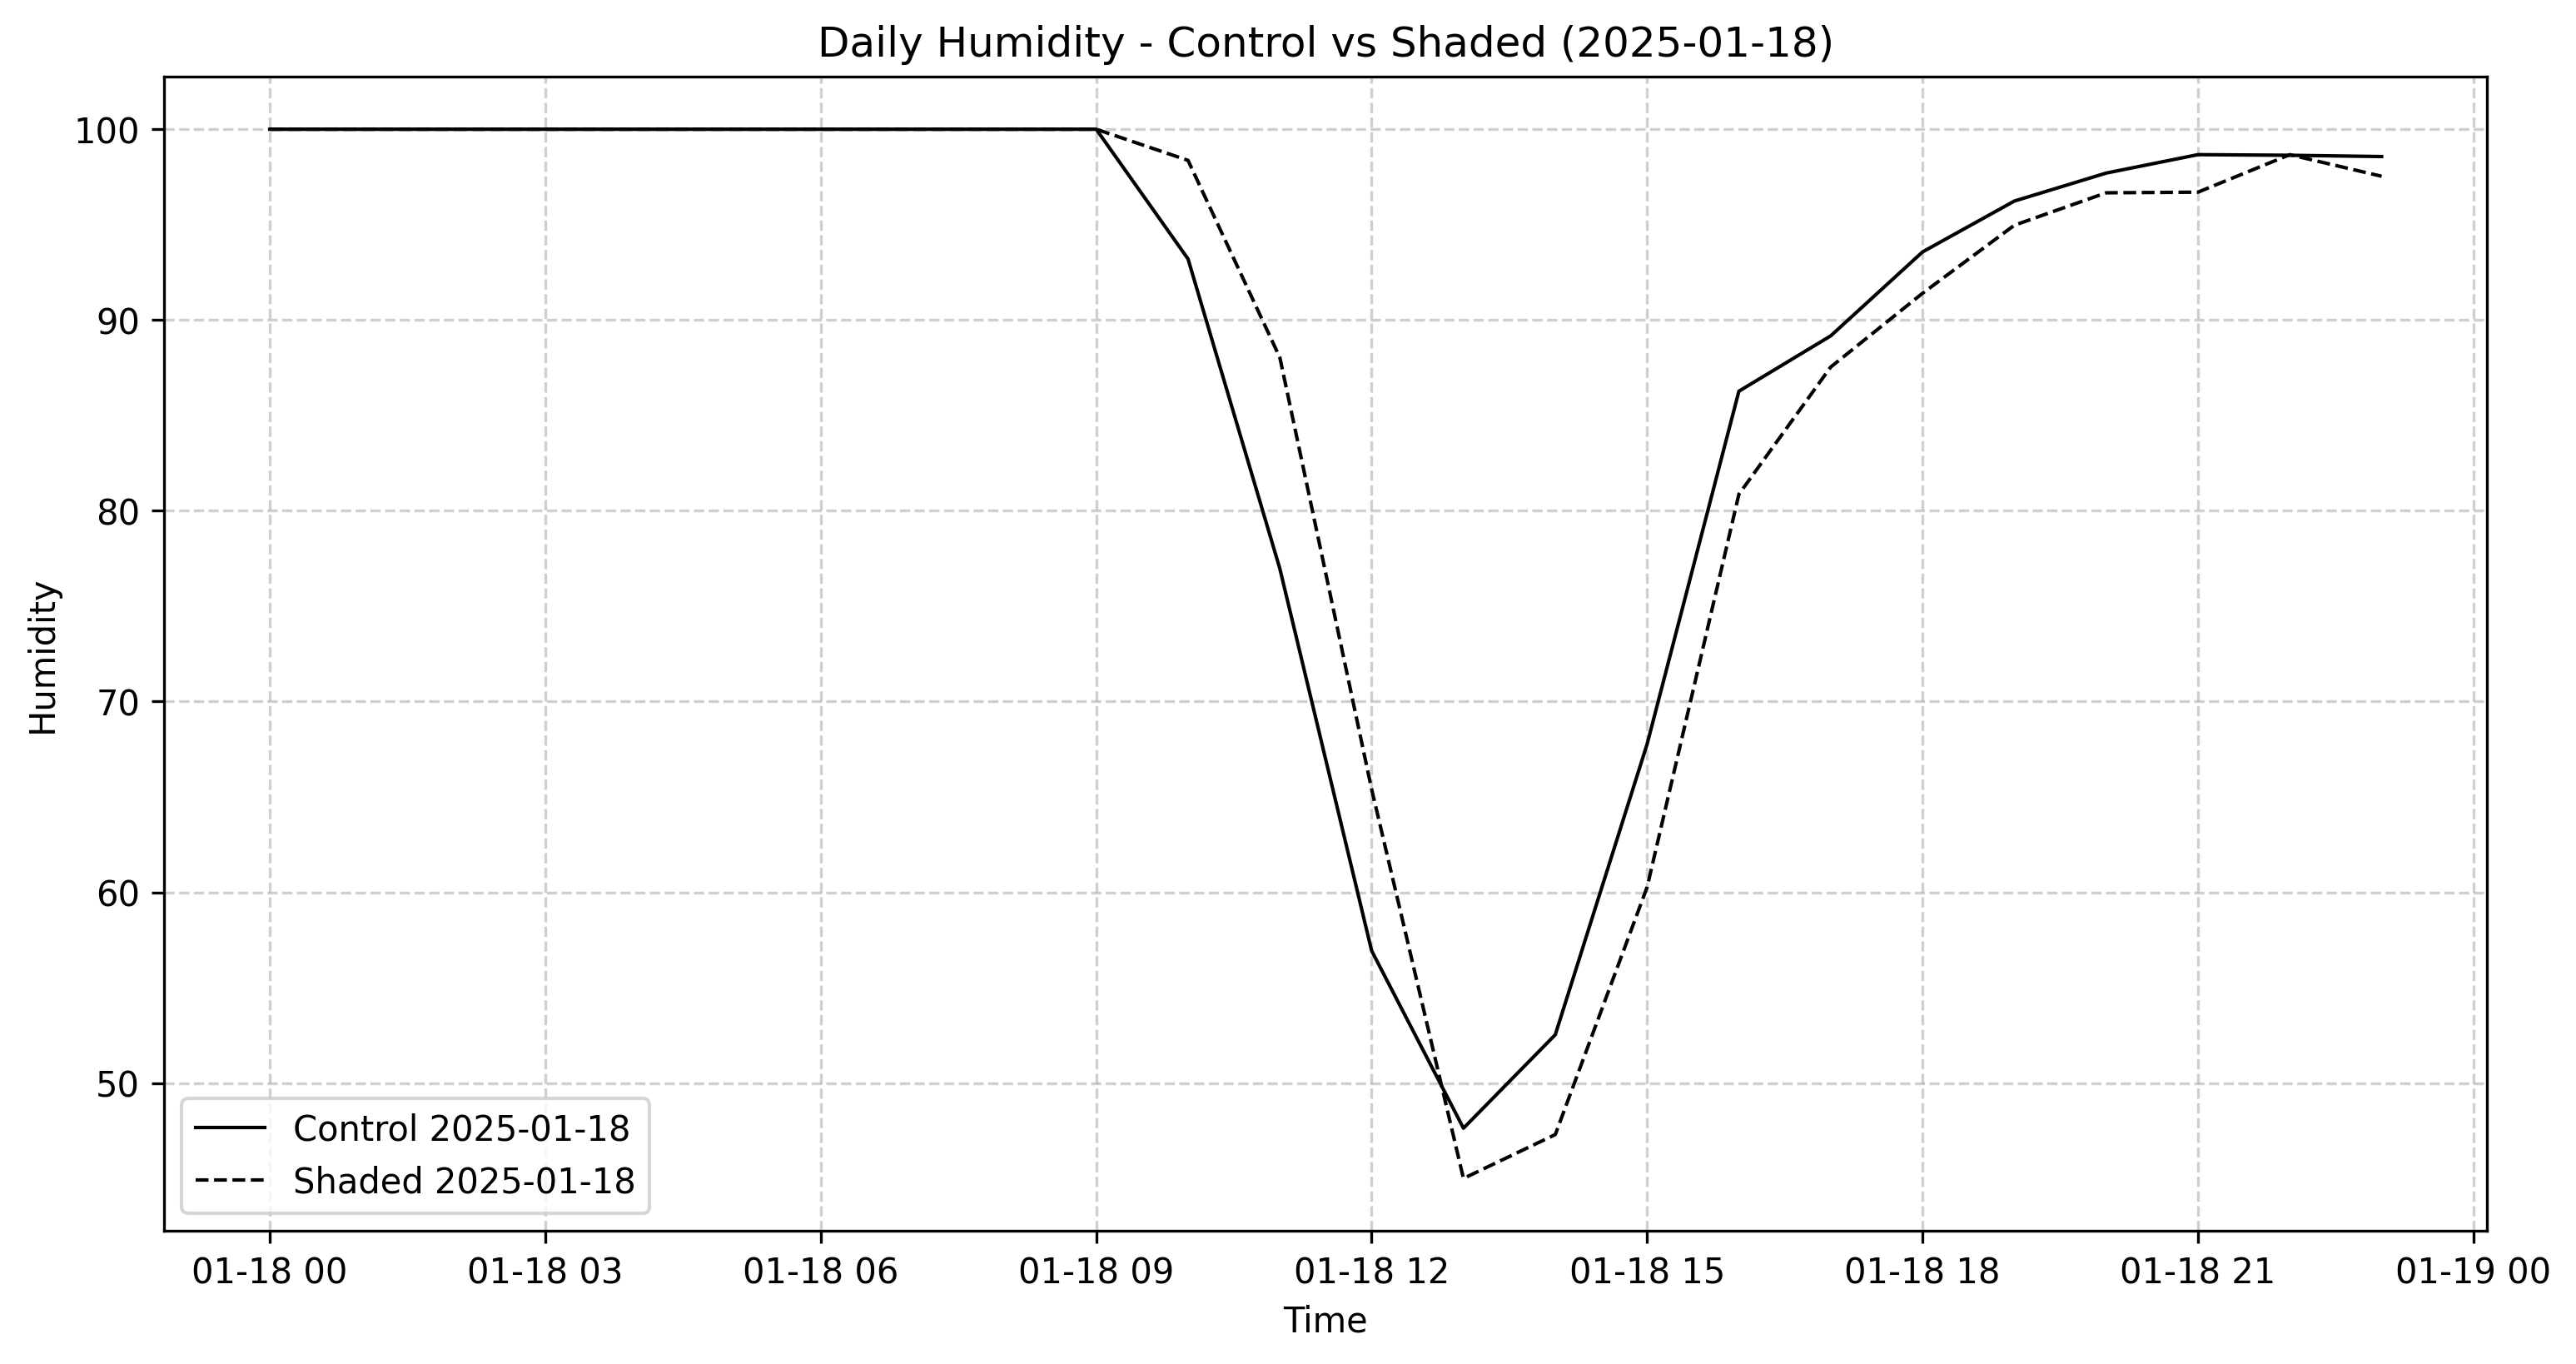 Daily Humidity - Control vs Shaded (2025-01-18)
100
90
80
70
60
50
Humidity
Control 2025-01-18
Shaded 2025-01-18
01-18 00 01-18 03 01-18 06 01-18 09 01-18 12 01-18 15 01-18 18 01-18 21 01-19 00
Time